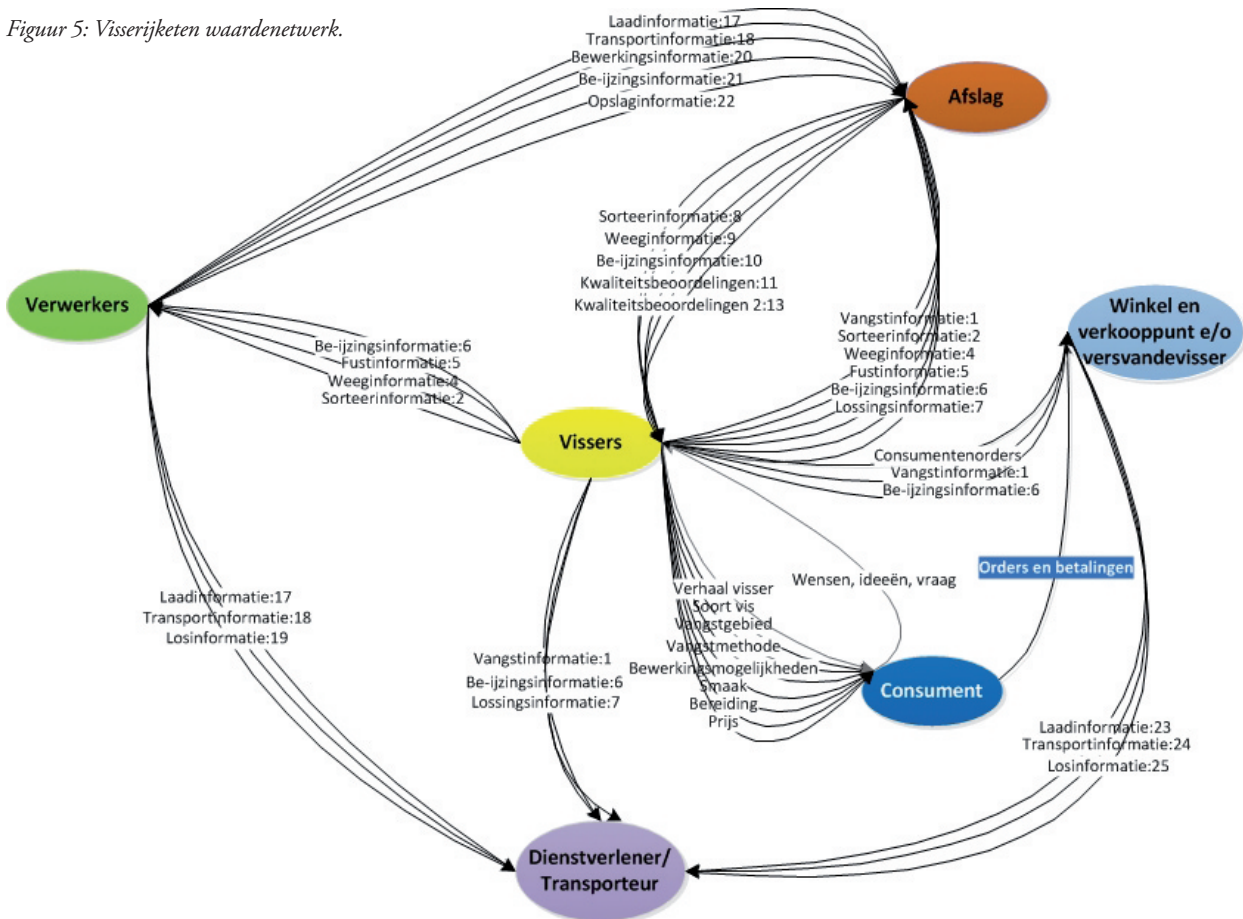 Figuur 5: Visserijketen waardenetwerk.
Laadinformatie:17
Transportinformatie:18
Bewerkingsinformatie:20
Be-ijzingsinformatie:21
Opslaginformatie:22
Afslag
Sorteerinformatie:8
Weeginformatie:9
Be-ijzingsinformatie:10
Kwaliteitsbeoordelingen:11
Kwaliteitsbeoordelingen 2:13
Verwerkers
Winkel en
verkooppunt e/o
versvandevisser
Vangstinformatie:1
Sorteerinformatie:2
Weeginformatie:4
Fustinformatie:5
Be-ijzingsinformatie:6
Lossingsinformatie:7
Be-ijzingsinformatie:6
Fustinformatie:5
Weeginformatie:4
Sorteerinformatie:2
Vissers
Consumentenorders
Vangstinformatie:1
Be-ijzingsinformatie:6
Orders en betalingen
Wensen, ideeën, vraag
Verhaal visser
Soort vis
Vangstgebied
Vangstmethode
Bewerkingsmogelijkheden
Smaak
Bereiding
Prijs
Consument
Laadinformatie:17
Transportinformatie:18
Losinformatie:19
Vangstinformatie:1
Be-ijzingsinformatie:6
Lossingsinformatie:7
Laadinformatie:23
Transportinformatie:24
Losinformatie:25
Dienstverlener/
Transporteur